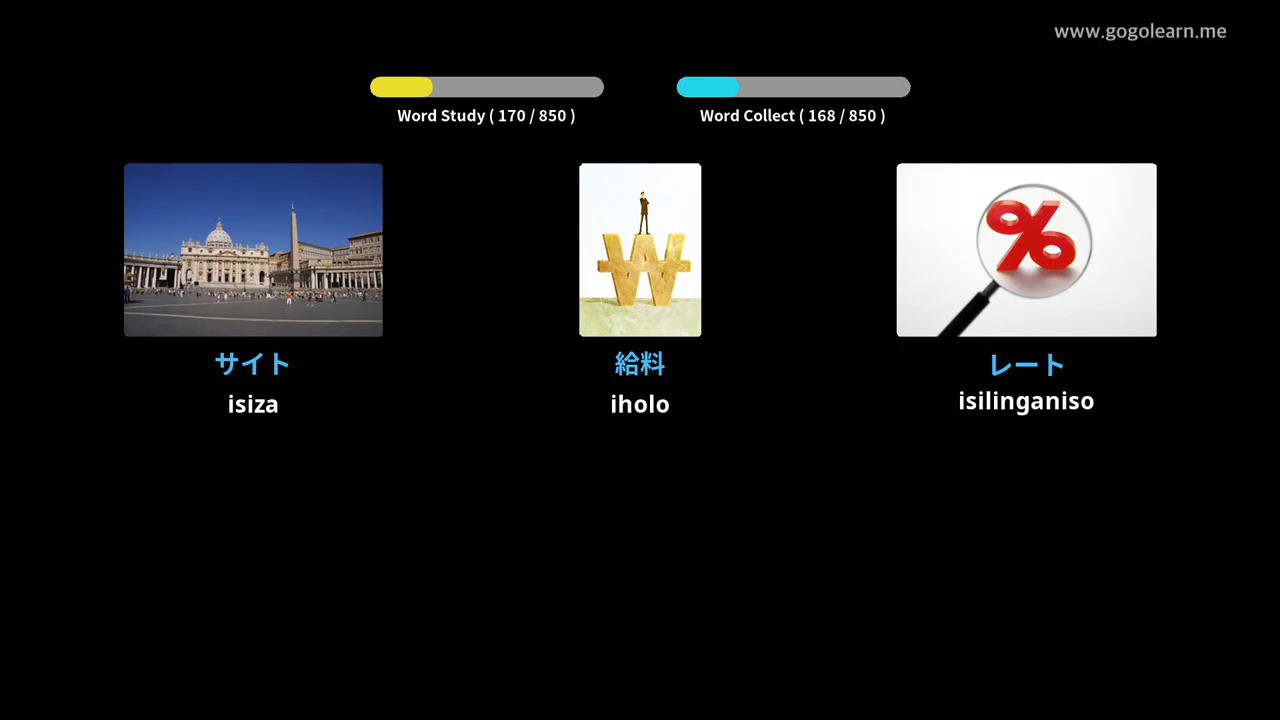 www.gogolearn.me
Word Study ( 170 / 850 )
Word Collect ( 168 / 850 )
サイト
給料
レート
isiza
iholo
isilinganiso